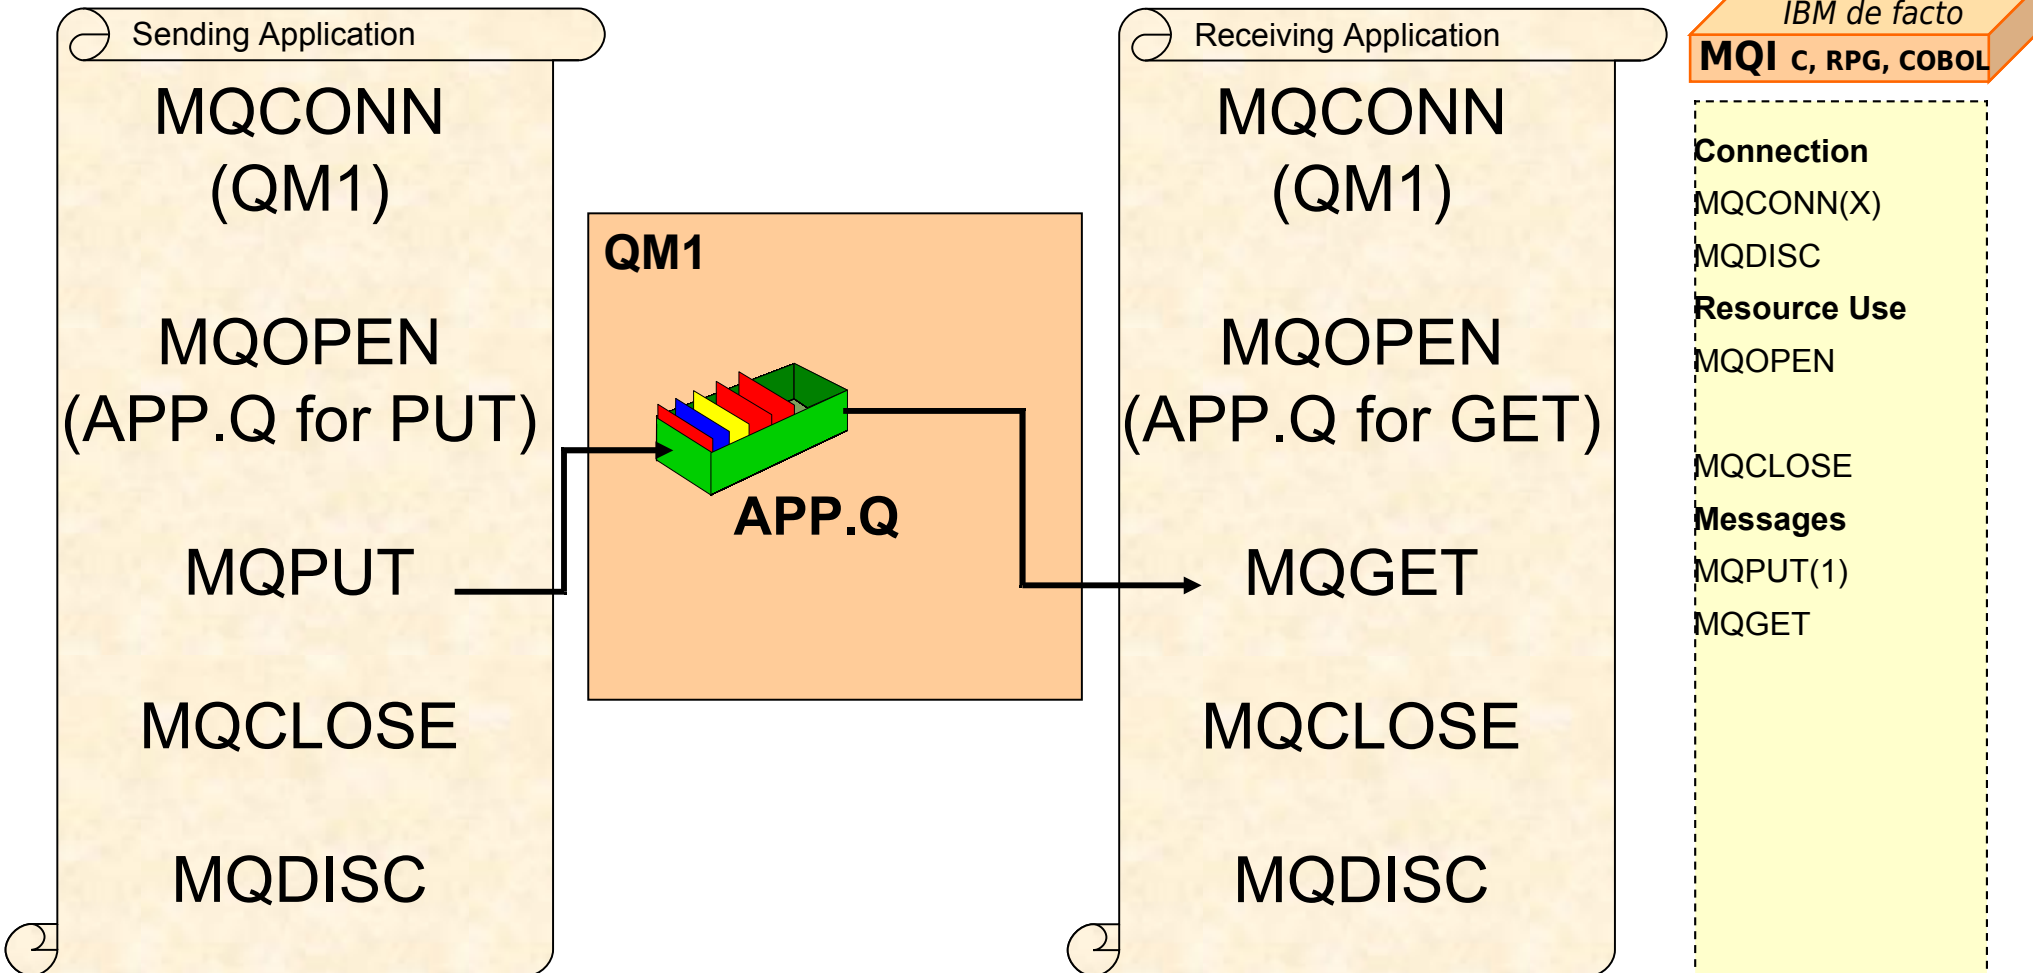 Sending Application
MQCONN
(QM1)
MQOPEN
(APP.Q for PUT)
MQPUT
MQCLOSE
MQDISC
QM1
APP.Q
Receiving Application
MQCONN
(QM1)
MQOPEN
(APP.Q for GET)
MQGET
MQCLOSE
MQDISC
IBM de facto
MQI C, RPG, COBOL
Connection
MQCONN(X)
MQDISC
Resource Use
MQOPEN
MQCLOSE
Messages
MQPUT(1)
MQGET